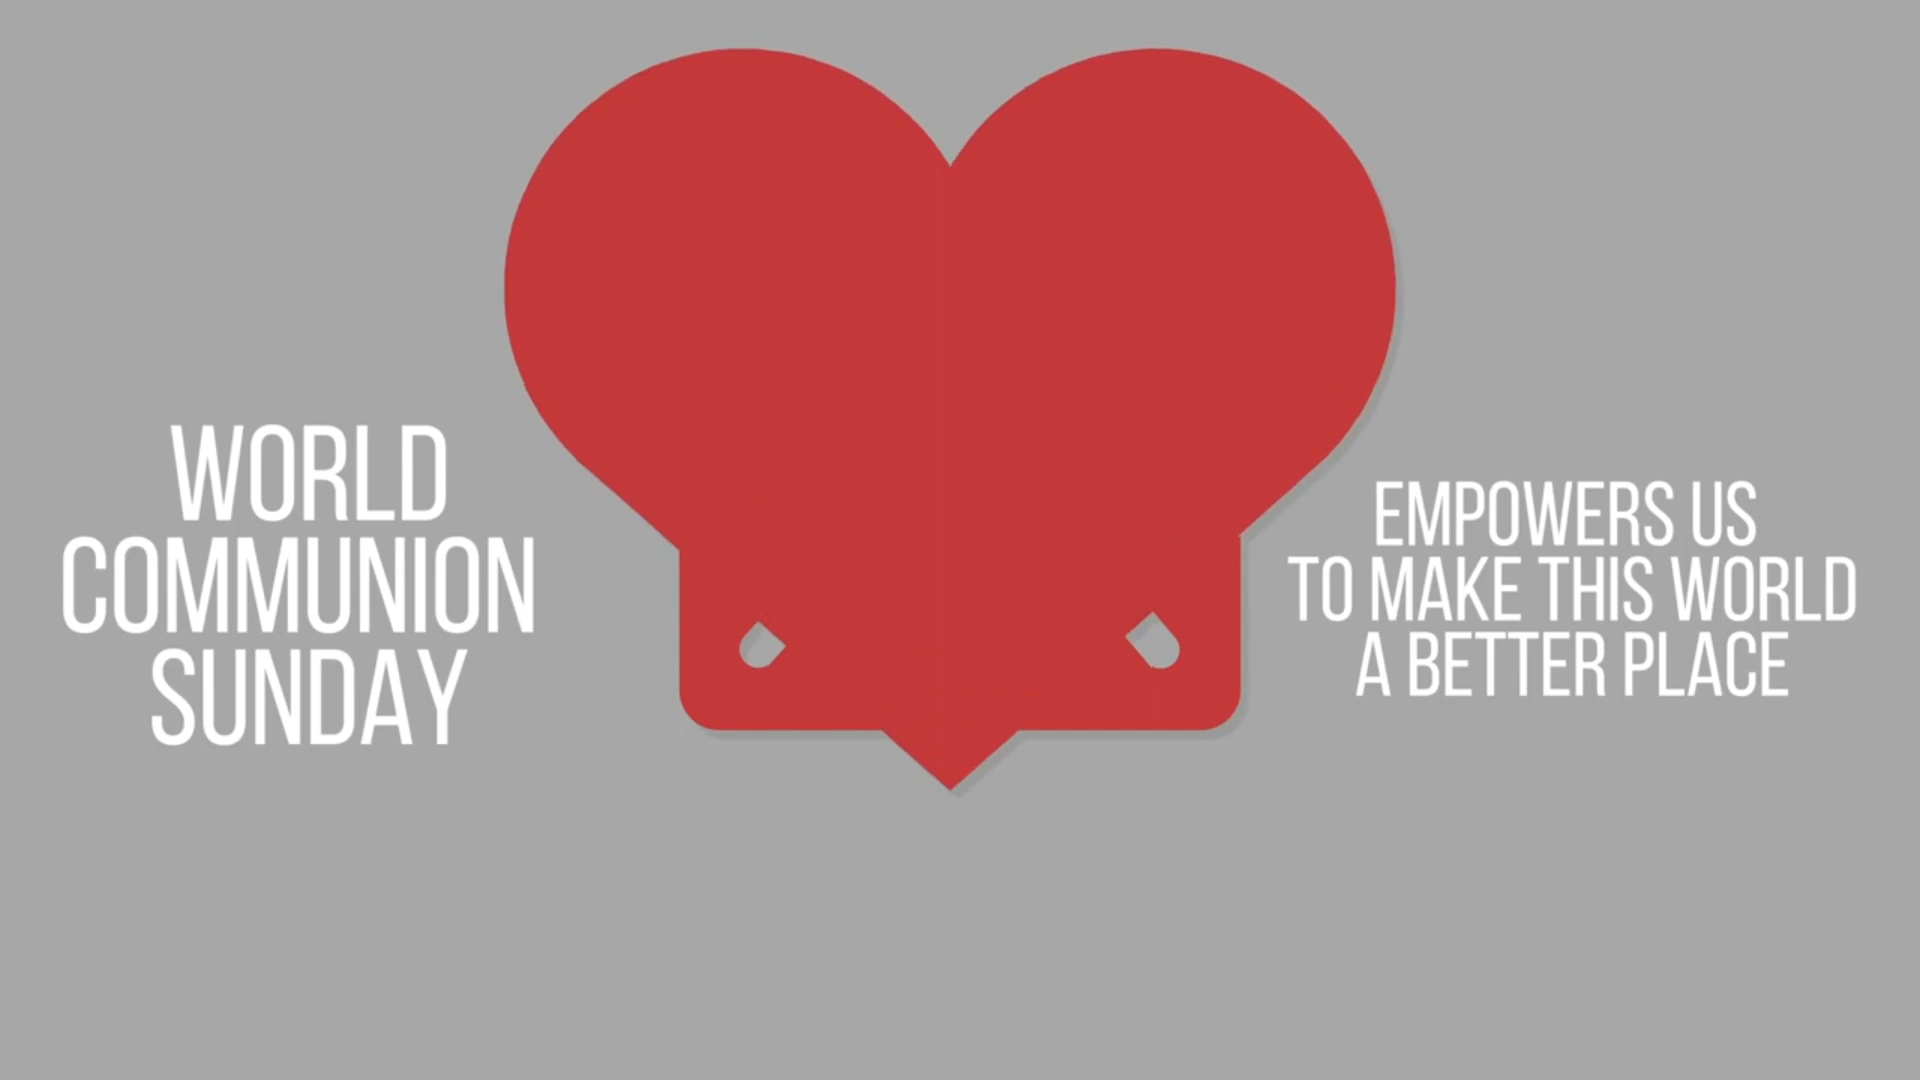 WORLD
COMMUNION
SUNDAY
EMPOWERS US
TO MAKE THIS WORLD
A BETTER PLACE